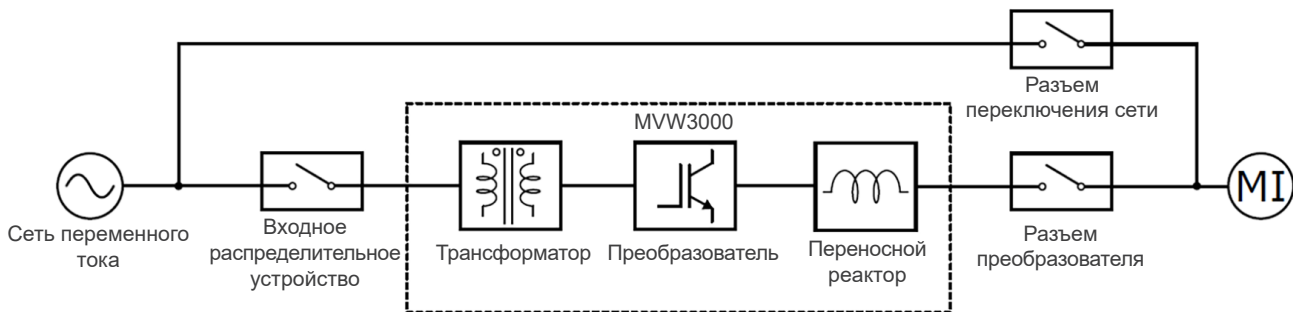 Разъем
переключения сети
MVW3000
MI
Сеть переменного
тока
Входное
распределительное
устройство
Трансформатор
Преобразователь
Переносной
реактор
Разъем
преобразователя